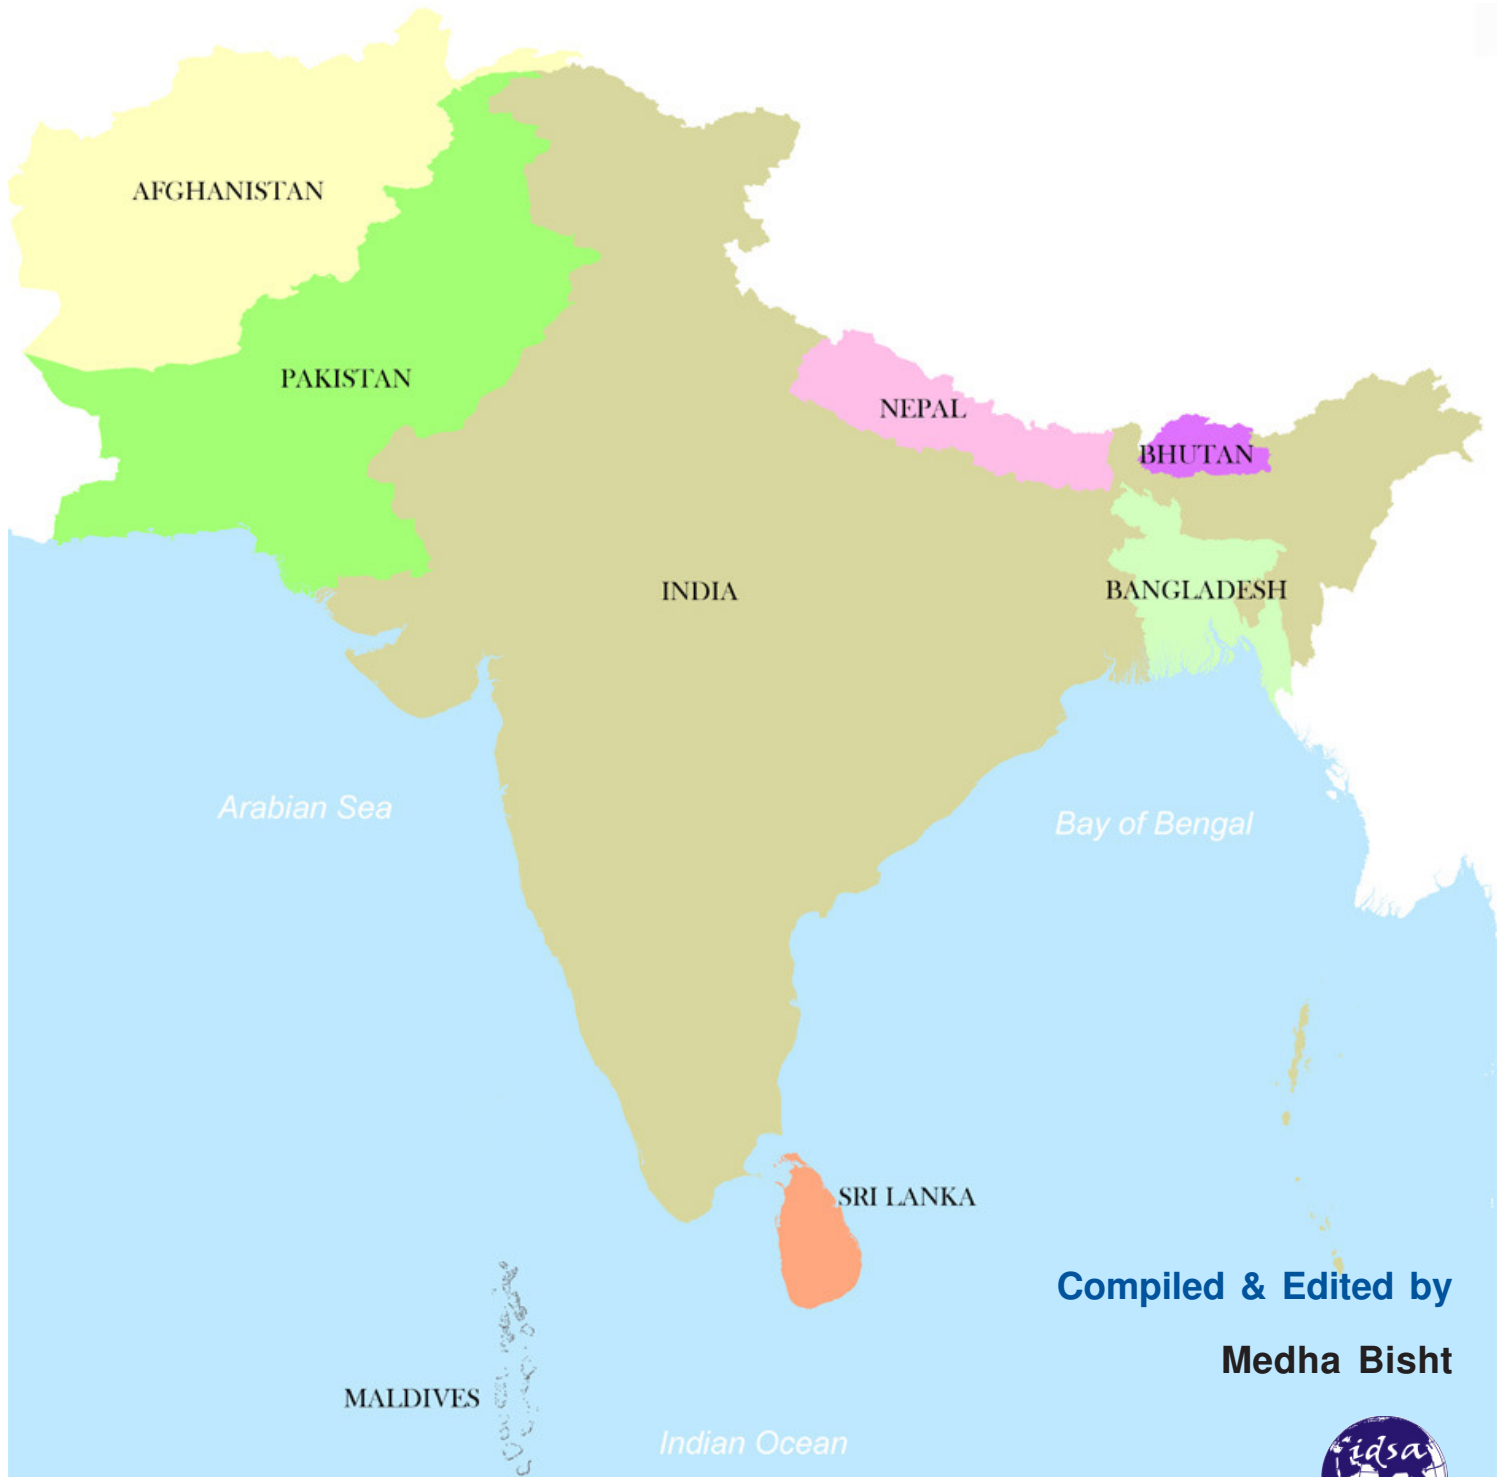 AFGHANISTAN
PAKISTAN
NEPAL
BHUTAN
INDIA
BANGLADESH
Arabian Sea
Bay of Bengal
SRI LANKA
Compiled & Edited by
Medha Bisht
MALDIVES
Indian Ocean
idsa